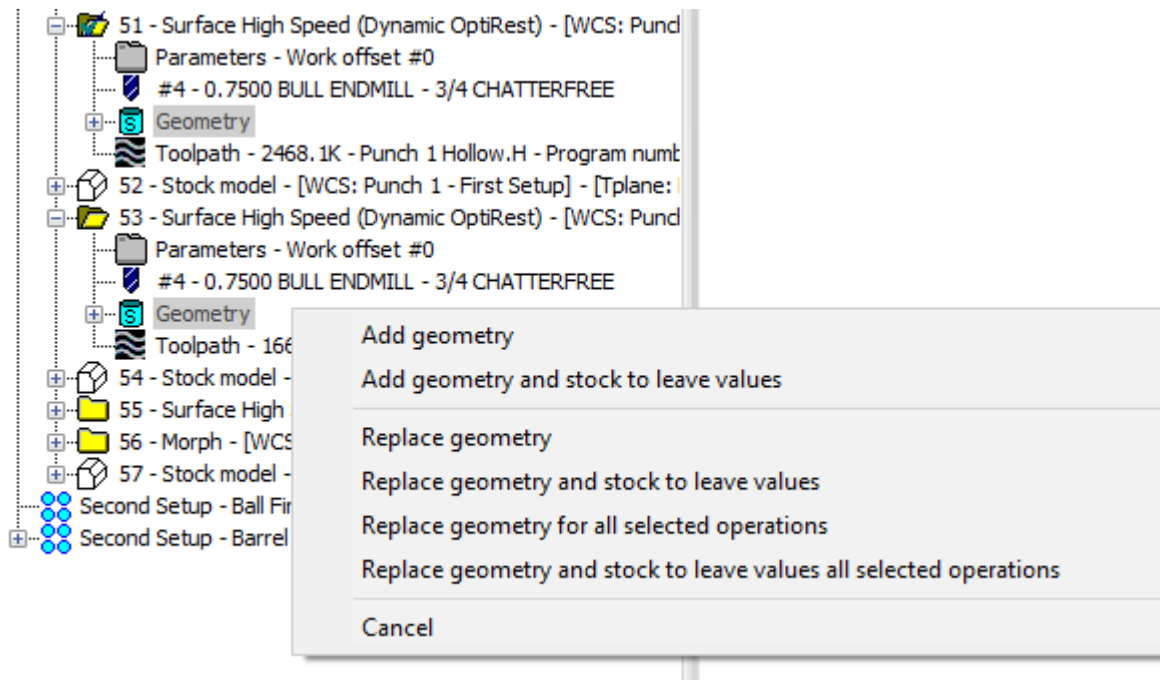 51 - Surface High Speed (Dynamic OptiRest) - [WCS: Punch
Parameters - Work offset #0
#4 - 0.7500 BULL ENDMILL - 3/4 CHATTERFREE
S Geometry
Toolpath - 2468.1K - Punch 1 Hollow.H - Program numb
52 - Stock model - [WCS: Punch 1 - First Setup] - [Tplane:
53 - Surface High Speed (Dynamic OptiRest) - [WCS: Punch
Parameters - Work offset #0
#4 - 0.7500 BULL ENDMILL - 3/4 CHATTERFREE
S Geometry
Toolpath - 166
54 - Stock model -
55 - Surface High
56 - Morph - [WCS
57 - Stock model -
Second Setup - Ball Fin
Second Setup - Barrel
Add geometry
Add geometry and stock to leave values
Replace geometry
Replace geometry and stock to leave values
Replace geometry for all selected operations
Replace geometry and stock to leave values all selected operations
Cancel